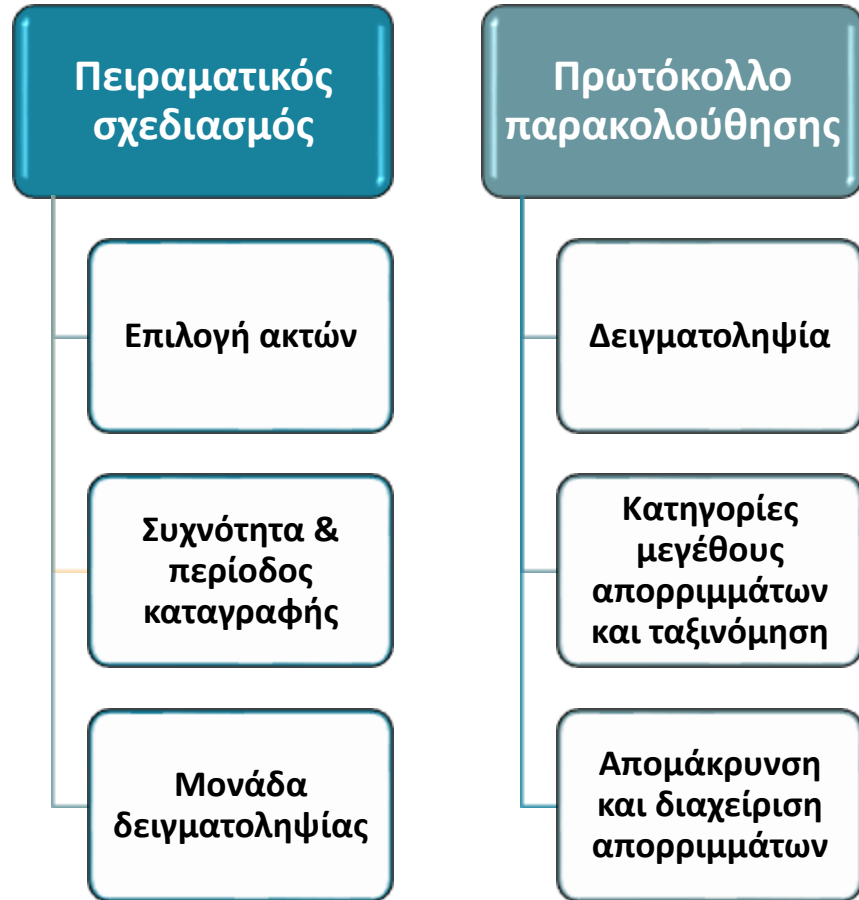 Πειραματικός
σχεδιασμός
Επιλογή ακτών
Συχνότητα &
περίοδος
καταγραφής
Μονάδα
δειγματοληψίας
Πρωτόκολλο
παρακολούθησης
Δειγματοληψία
Κατηγορίες
μεγέθους
απορριμμάτων
και ταξινόμηση
Απομάκρυνση
και διαχείριση
απορριμμάτων